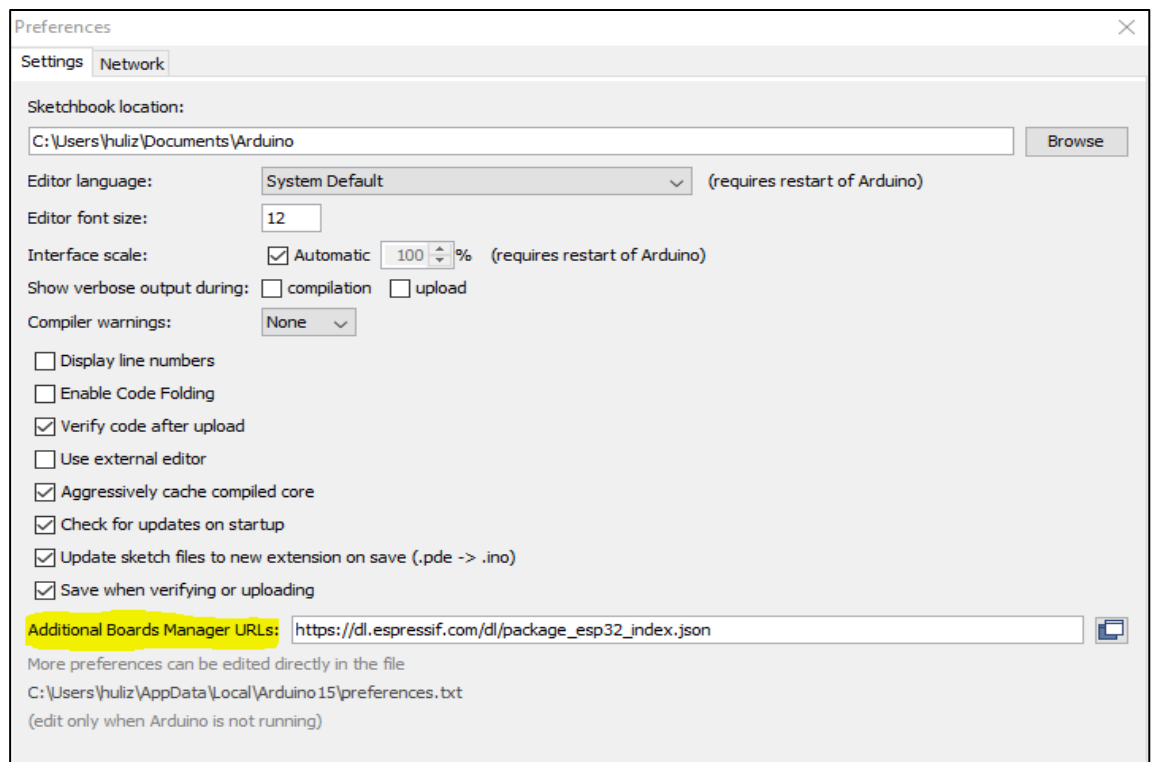 Preferences
Settings Network
Sketchbook location:
C:\Users\huliz\Documents\Arduino Browse
Editor language: System Default (requires restart of Arduino)
Editor font size: 12
Interface scale: Automatic 100 % (requires restart of Arduino)
Show verbose output during: compilation upload
Compiler warnings: None
Display line numbers
Enable Code Folding
Verify code after upload
Use external editor
Aggressively cache compiled core
Check for updates on startup
Update sketch files to new extension on save (.pde -> .ino)
Save when verifying or uploading
Additional Boards Manager URLs: https://dl.espressif.com/dl/package_esp32_index.json
More preferences can be edited directly in the file
C:\Users\huliz\AppData\Local\Arduino15\preferences.txt
(edit only when Arduino is not running)